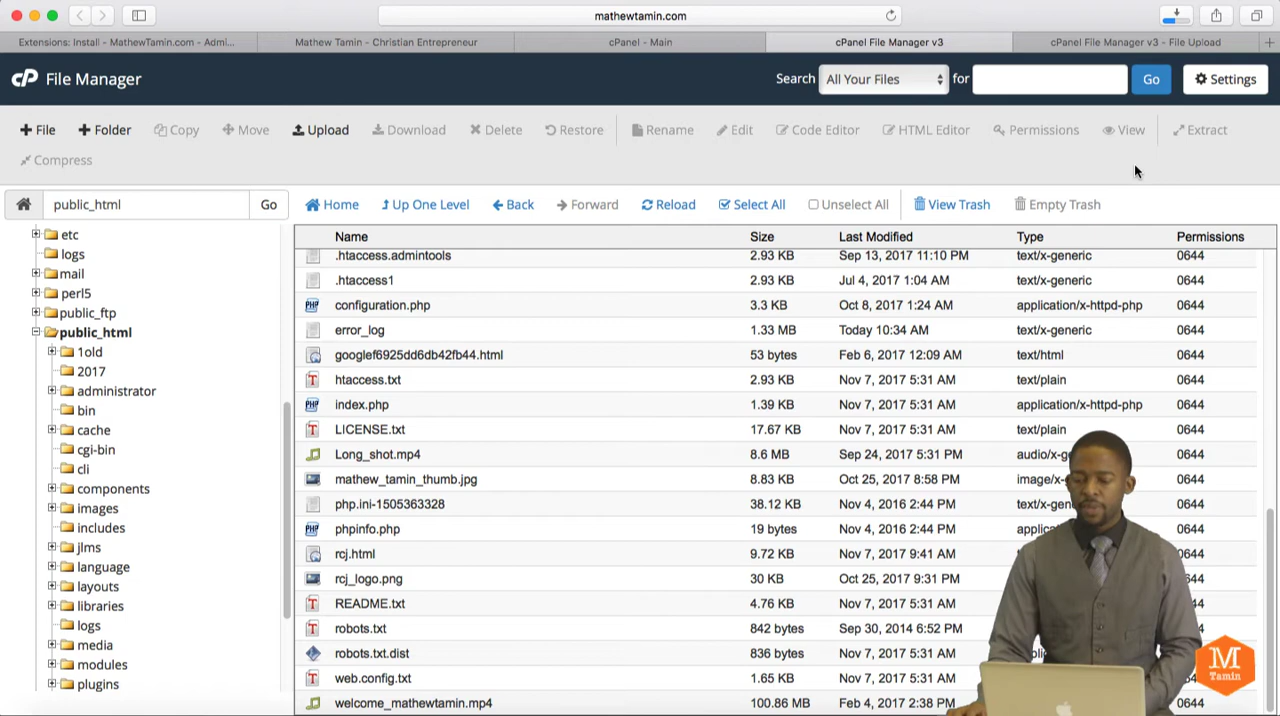 mathewtamin.com
Extensions: Install - MathewTamin.com - Admi...
Mathew Tamin - Christian Entrepreneur
cPanel - Main
cPanel File Manager v3
cPanel File Manager v3 - File Upload
cP File Manager
Search All Your Files for Go Settings
File Folder Copy Move Upload Download Delete Restore Rename Edit Code Editor HTML Editor Permissions View Extract
Compress
public_html Go Home Up One Level Back Forward Reload Select All Unselect All View Trash Empty Trash
etc
logs
mail
perl5
public_ftp
public_html
1old
2017
administrator
bin
cache
cgi-bin
cli
components
images
includes
jlms
language
layouts
libraries
logs
media
modules
plugins
Name Size Last Modified Type Permissions
.htaccess.admintools 2.93 KB Sep 13, 2017 11:10 PM text/x-generic 0644
.htaccess1 2.93 KB Jul 4, 2017 1:04 AM text/x-generic 0644
configuration.php 3.3 KB Oct 8, 2017 1:24 AM application/x-httpd-php 0644
error_log 1.33 MB Today 10:34 AM text/x-generic 0644
googlef6925dd6db42fb44.html 53 bytes Feb 6, 2017 12:09 AM text/html 0644
htaccess.txt 2.93 KB Nov 7, 2017 5:31 AM text/plain 0644
index.php 1.39 KB Nov 7, 2017 5:31 AM application/x-httpd-php 0644
LICENSE.txt 17.67 KB Nov 7, 2017 5:31 AM text/plain 0644
Long_shot.mp4 8.6 MB Sep 24, 2017 5:31 PM audio/x-g 0644
mathew_tamin_thumb.jpg 8.83 KB Oct 25, 2017 8:58 PM image/x- 0644
php.ini-1505363328 38.12 KB Nov 4, 2016 2:44 PM text/x-gen 0644
phpinfo.php 19 bytes Nov 4, 2016 2:44 PM applic 0644
rcj.html 9.72 KB Nov 7, 2017 9:41 AM text/ 0644
rcj_logo.png 30 KB Oct 25, 2017 9:31 PM 0644
README.txt 4.76 KB Nov 7, 2017 5:31 AM 0644
robots.txt 842 bytes Sep 30, 2014 6:52 PM 4
robots.txt.dist 836 bytes Nov 7, 2017 5:31 AM
web.config.txt 1.65 KB Nov 7, 2017 5:31 AM
welcome_mathewtamin.mp4 100.86 MB Feb 4, 2017 2:38 PM
M
Tamin